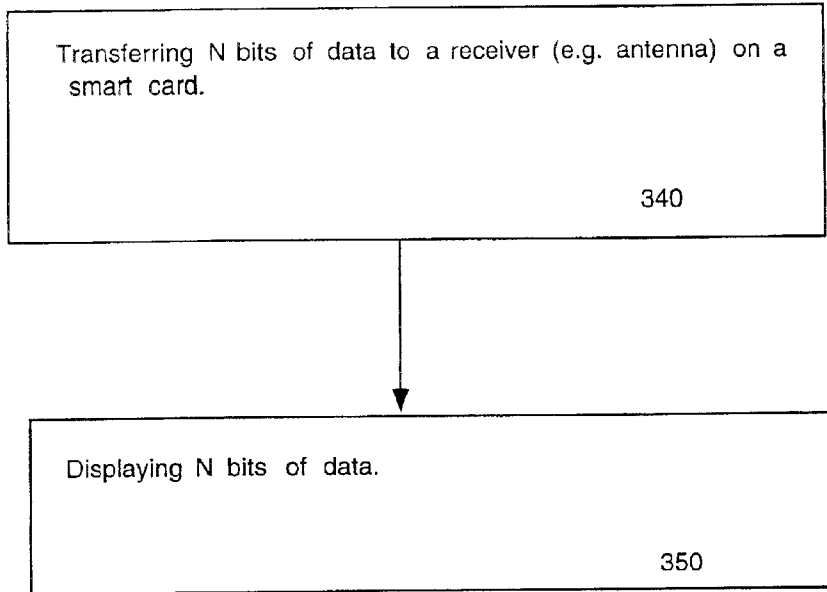 Transferring N bits of data to a receiver (e.g. antenna) on a
smart card.
340
Displaying N bits of data.
350